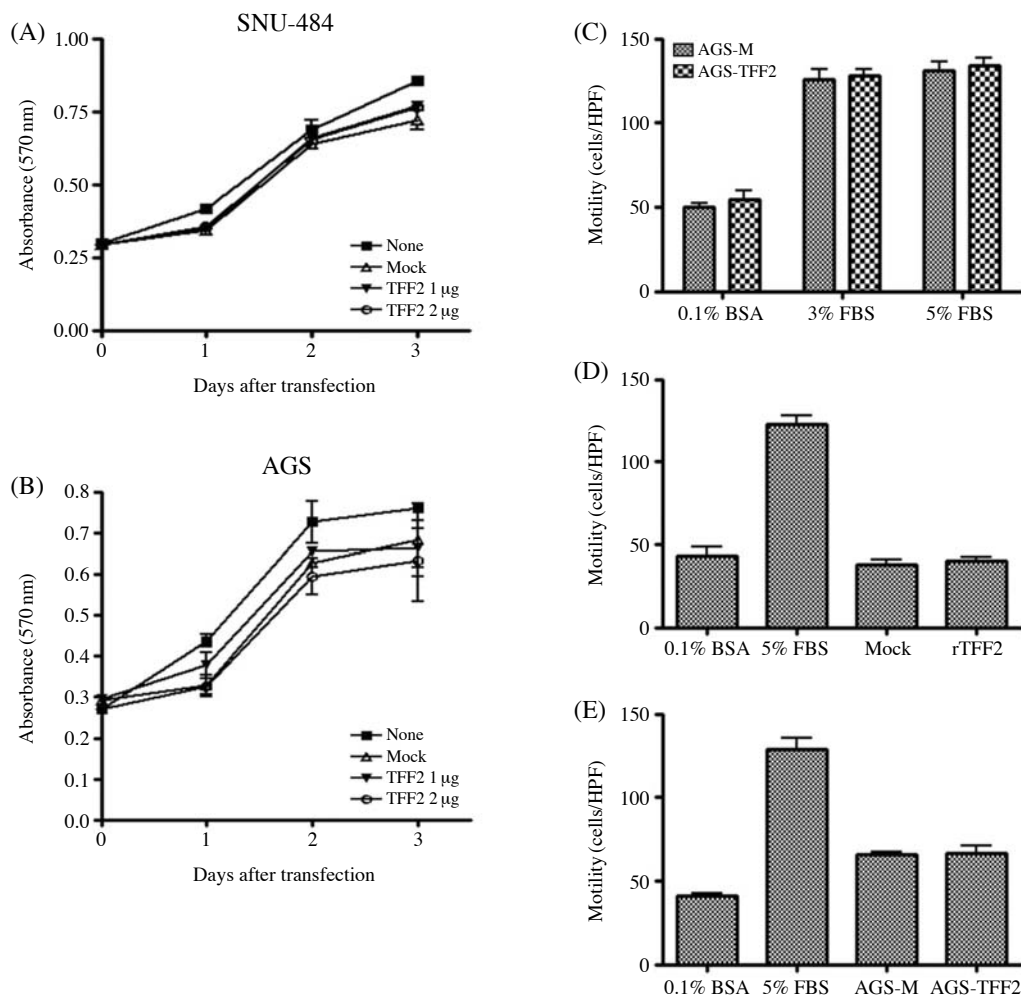 (A)
SNU-484
1.00
0.75
0.50
0.25
0.00
Absorbance (570 nm)
None
Mock
TFF2 1 μg
TFF2 2 μg
0 1 2 3
Days after transfection
(B)
AGS
0.8
0.7
0.6
0.5
0.4
0.3
0.2
0.1
0.0
Absorbance (570 nm)
None
Mock
TFF2 1 μg
TFF2 2 μg
0 1 2 3
Days after transfection
(C)
150
100
50
0
Motility (cells/HPF)
AGS-M
AGS-TFF2
0.1% BSA 3% FBS 5% FBS
(D)
150
100
50
0
Motility (cells/HPF)
0.1% BSA 5% FBS Mock rTFF2
(E)
150
100
50
0
Motility (cells/HPF)
0.1% BSA 5% FBS AGS-M AGS-TFF2